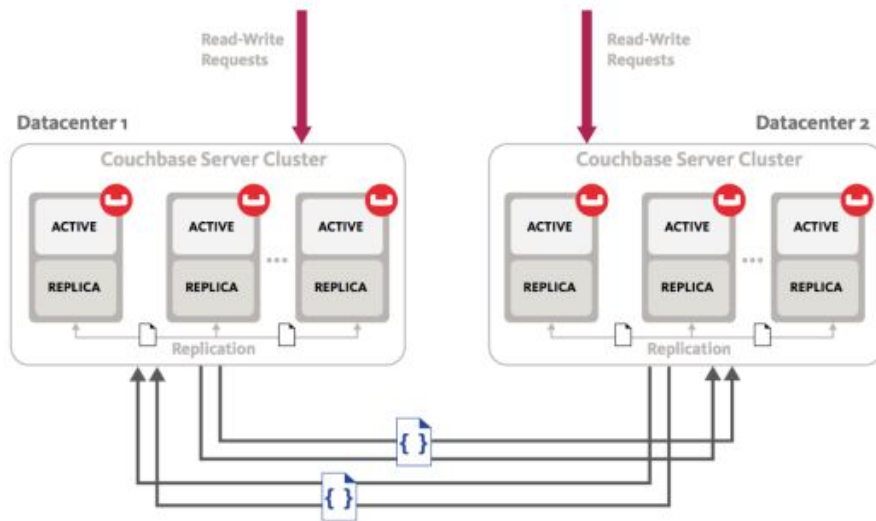 Read-Write
Requests
Read-Write
Requests
Datacenter 1
Datacenter 2
Couchbase Server Cluster
Couchbase Server Cluster
ACTIVE
ACTIVE
ACTIVE
ACTIVE
ACTIVE
ACTIVE
...
...
REPLICA
REPLICA
REPLICA
REPLICA
REPLICA
REPLICA
Replication
Replication
{ }
{ }